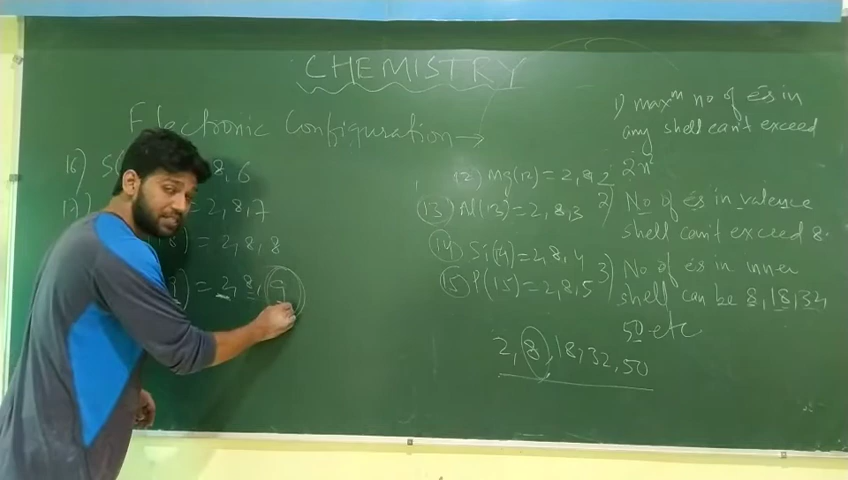 CHEMISTRY
Electronic Configuration →
16) S 8, 6
17) = 2, 8, 7
18) = 2, 8, 8
) = 2, 8, 9
12) Mg(12) = 2, 8, 2
13) Al(13) = 2, 8, 3
14) Si(14) = 2, 8, 4
15) P(15) = 2, 8, 5
2, 8, 18, 32, 50
1) maxm no of es in
any shell can't exceed
2n²
2) No of es in valence
shell can't exceed 8.
3) No of es in inner
shell can be 8, 18, 32,
50 etc